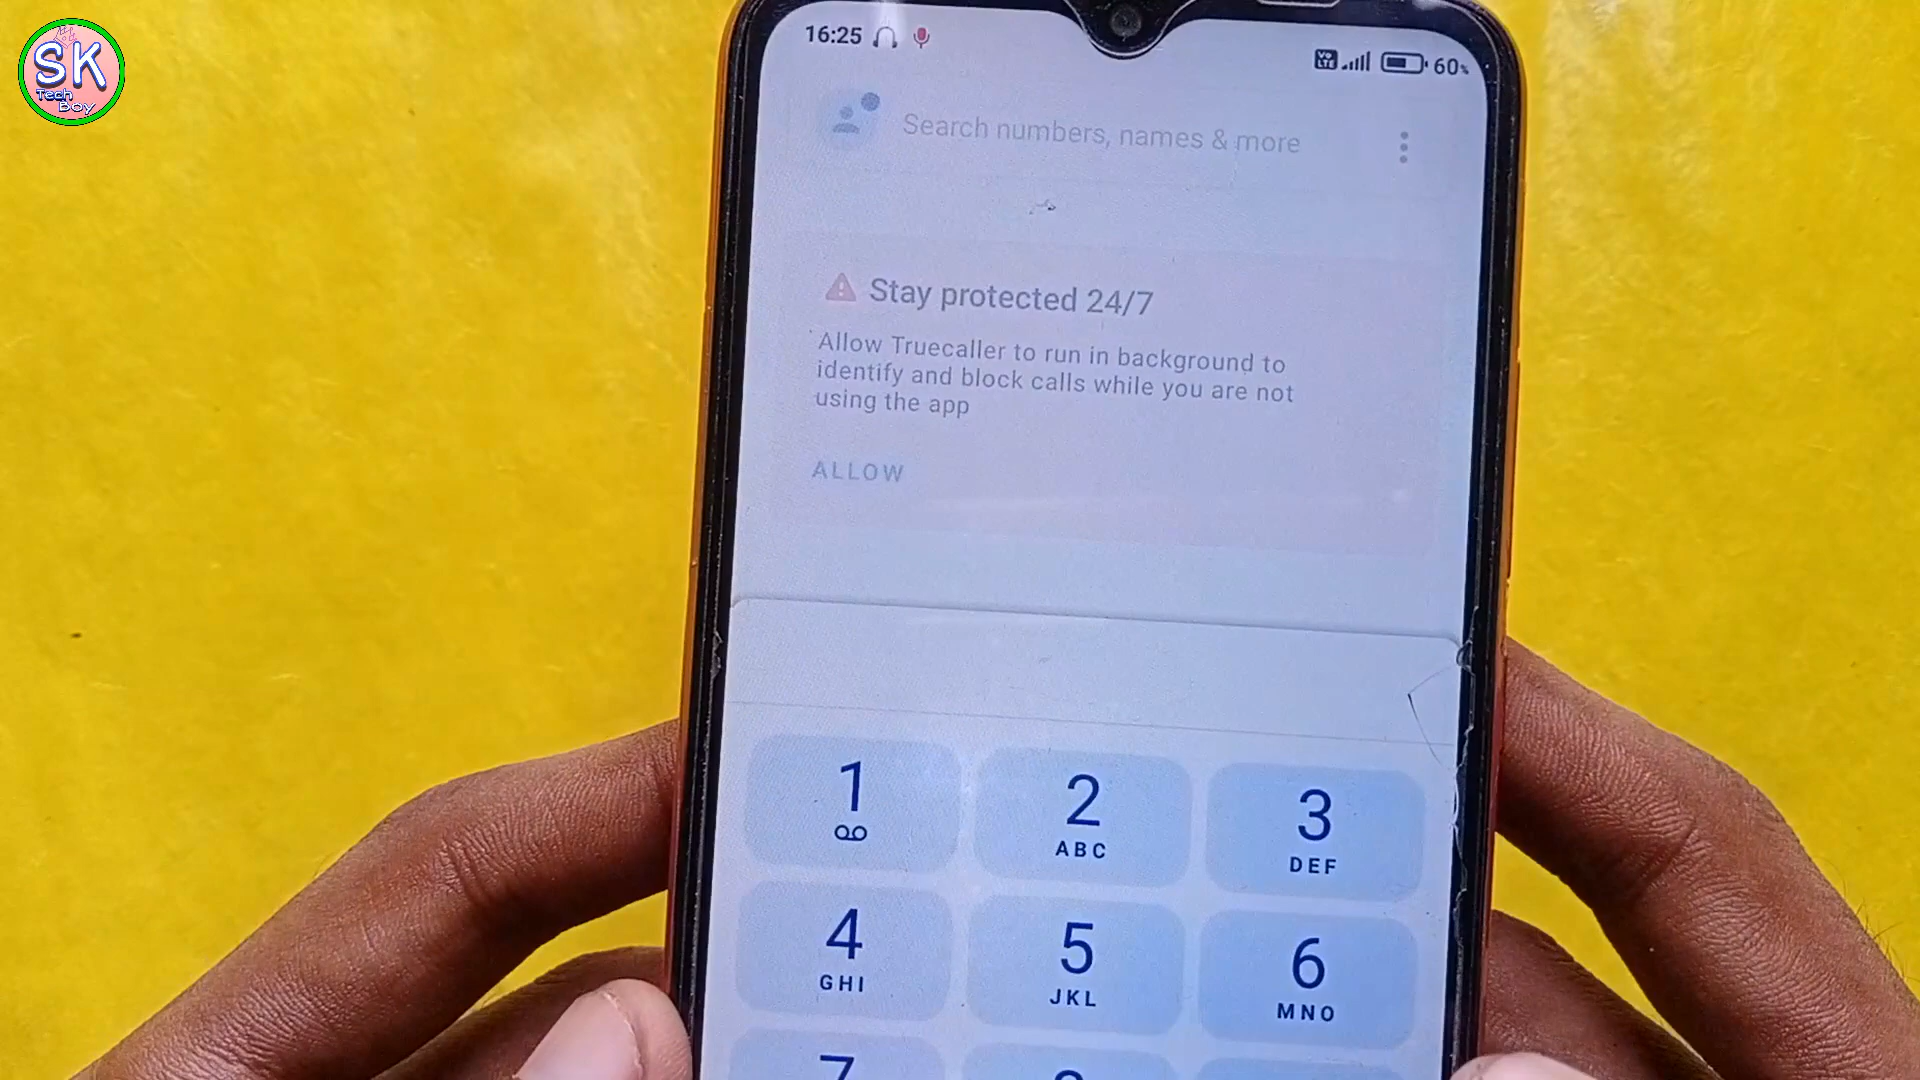 SK
Tech
Boy
16:25
Vo
LTE
60%
Search numbers, names & more
Stay protected 24/7
Allow Truecaller to run in background to
identify and block calls while you are not
using the app
ALLOW
1 2 3
ABC DEF
4 5 6
GHI JKL MNO
7